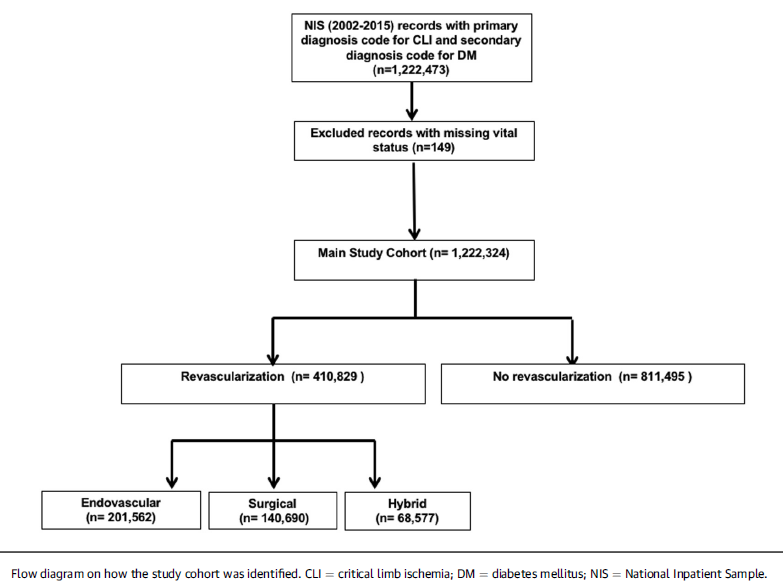 NIS (2002-2015) records with primary
diagnosis code for CLI and secondary
diagnosis code for DM
(n=1,222,473)
Excluded records with missing vital
status (n=149)
Main Study Cohort (n= 1,222,324)
Revascularization (n= 410,829 )
No revascularization (n= 811,495 )
Endovascular
(n= 201,562)
Surgical
(n= 140,690)
Hybrid
(n= 68,577)
Flow diagram on how the study cohort was identified. CLI = critical limb ischemia; DM = diabetes mellitus; NIS = National Inpatient Sample.